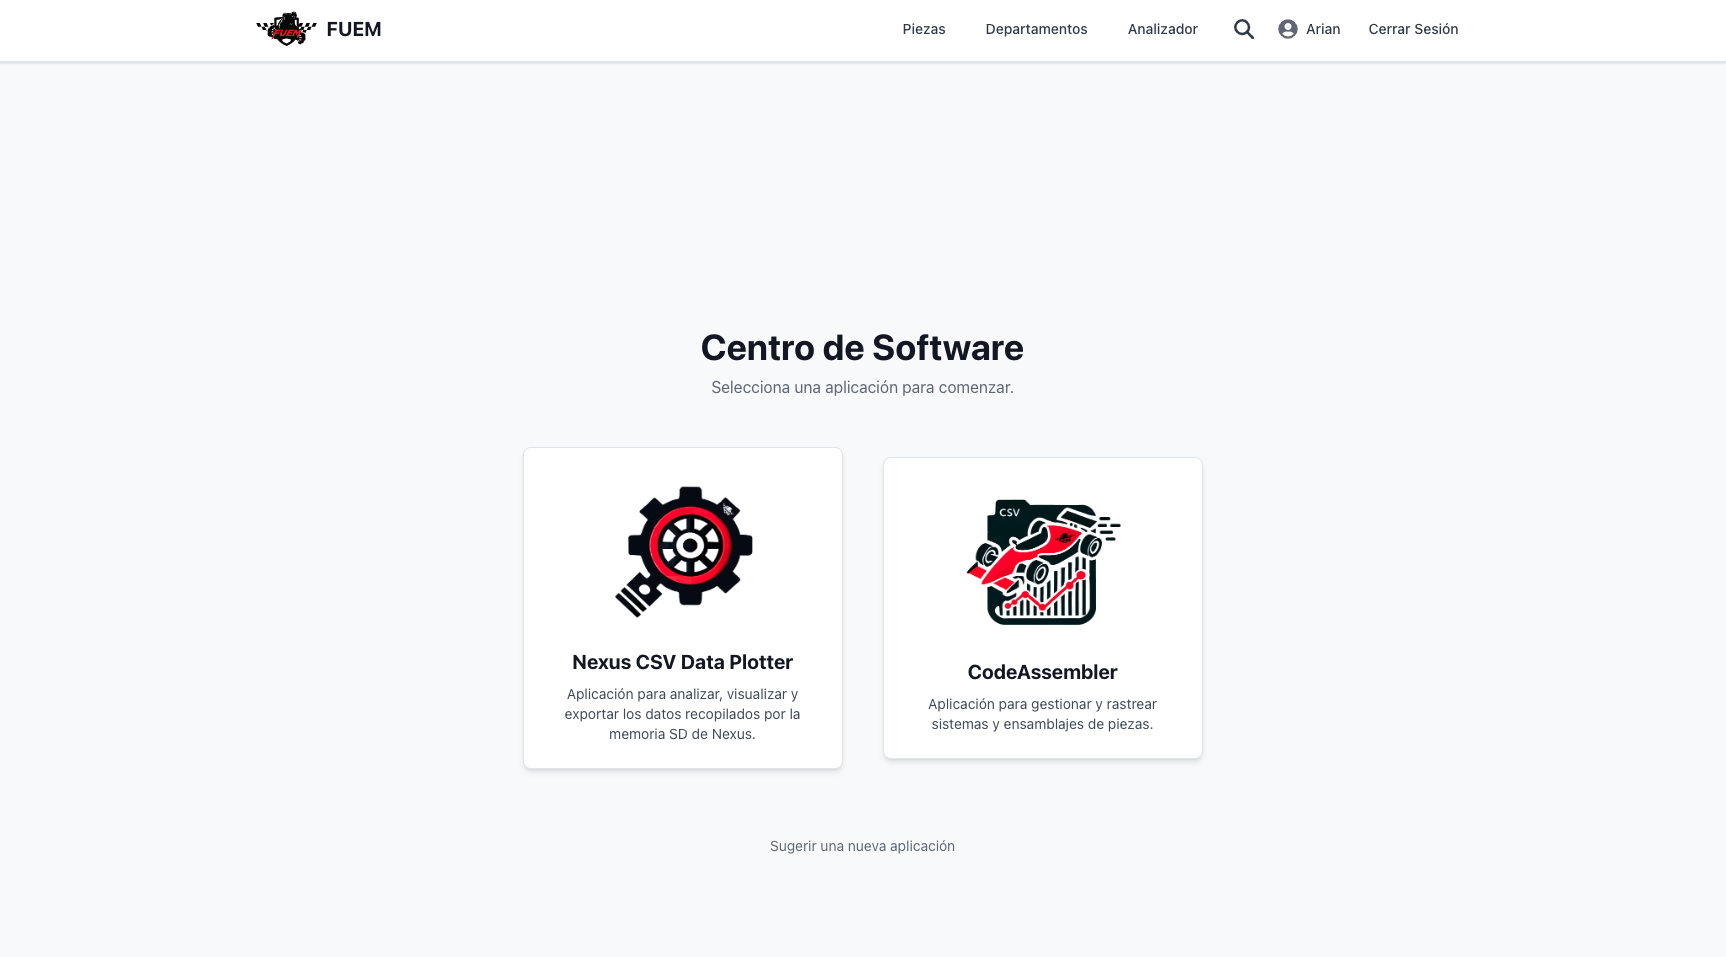 FUEM
FUEM
Piezas
Departamentos
Analizador
Arian
Cerrar Sesión
Centro de Software
Selecciona una aplicación para comenzar.
Nexus CSV Data Plotter
Aplicación para analizar, visualizar y
exportar los datos recopilados por la
memoria SD de Nexus.
CSV
CodeAssembler
Aplicación para gestionar y rastrear
sistemas y ensamblajes de piezas.
Sugerir una nueva aplicación